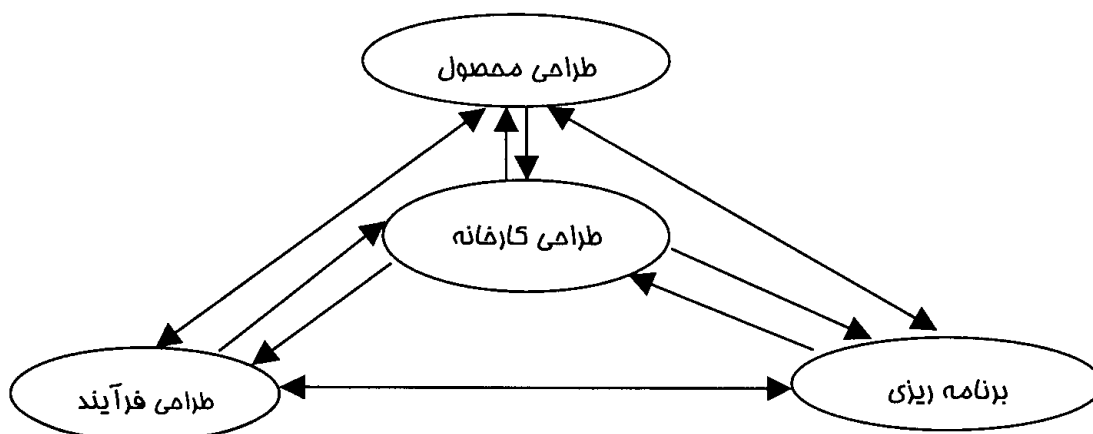 طراحی محصول
طراحی کارخانه
طراحی فرآیند
برنامه ریزی